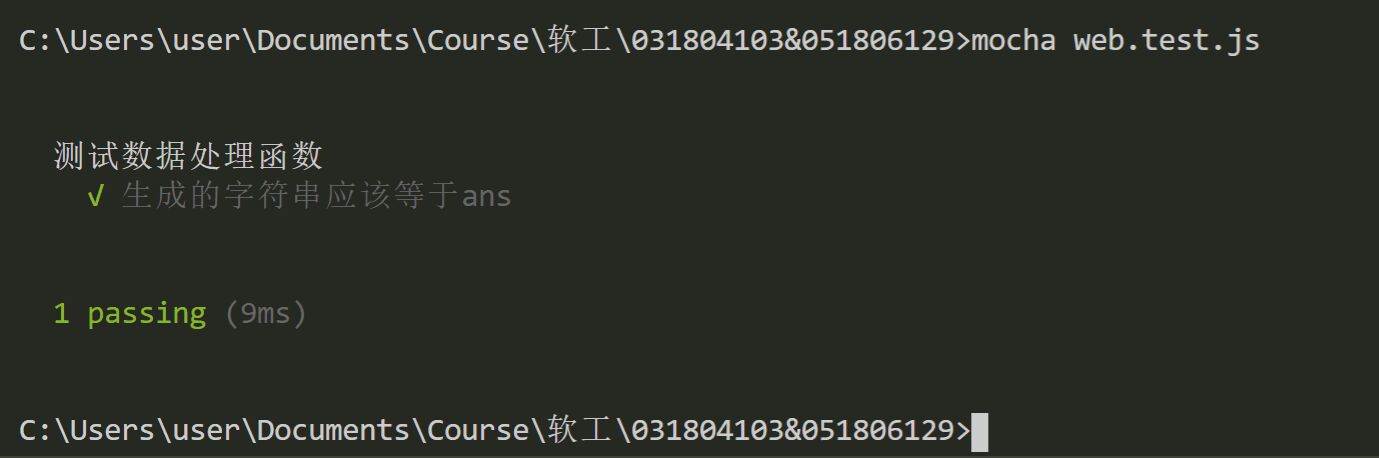 C:\Users\user\Documents\Course\软工\031804103&051806129>mocha web.test.js
测试数据处理函数
√ 生成的字符串应该等于ans
1 passing (9ms)
C:\Users\user\Documents\Course\软工\031804103&051806129>